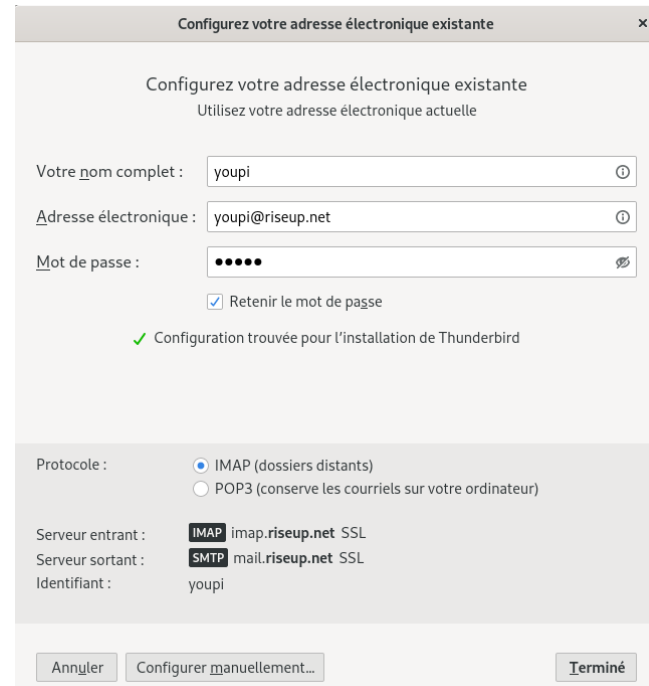 Configurez votre adresse électronique existante
Configurez votre adresse électronique existante
Utilisez votre adresse électronique actuelle
Votre nom complet : youpi
Adresse électronique : youpi@riseup.net
Mot de passe : •••••
Retenir le mot de passe
Configuration trouvée pour l'installation de Thunderbird
Protocole : IMAP (dossiers distants)
POP3 (conserve les courriels sur votre ordinateur)
Serveur entrant : IMAP imap.riseup.net SSL
Serveur sortant : SMTP mail.riseup.net SSL
Identifiant : youpi
Annuler Configurer manuellement... Terminé